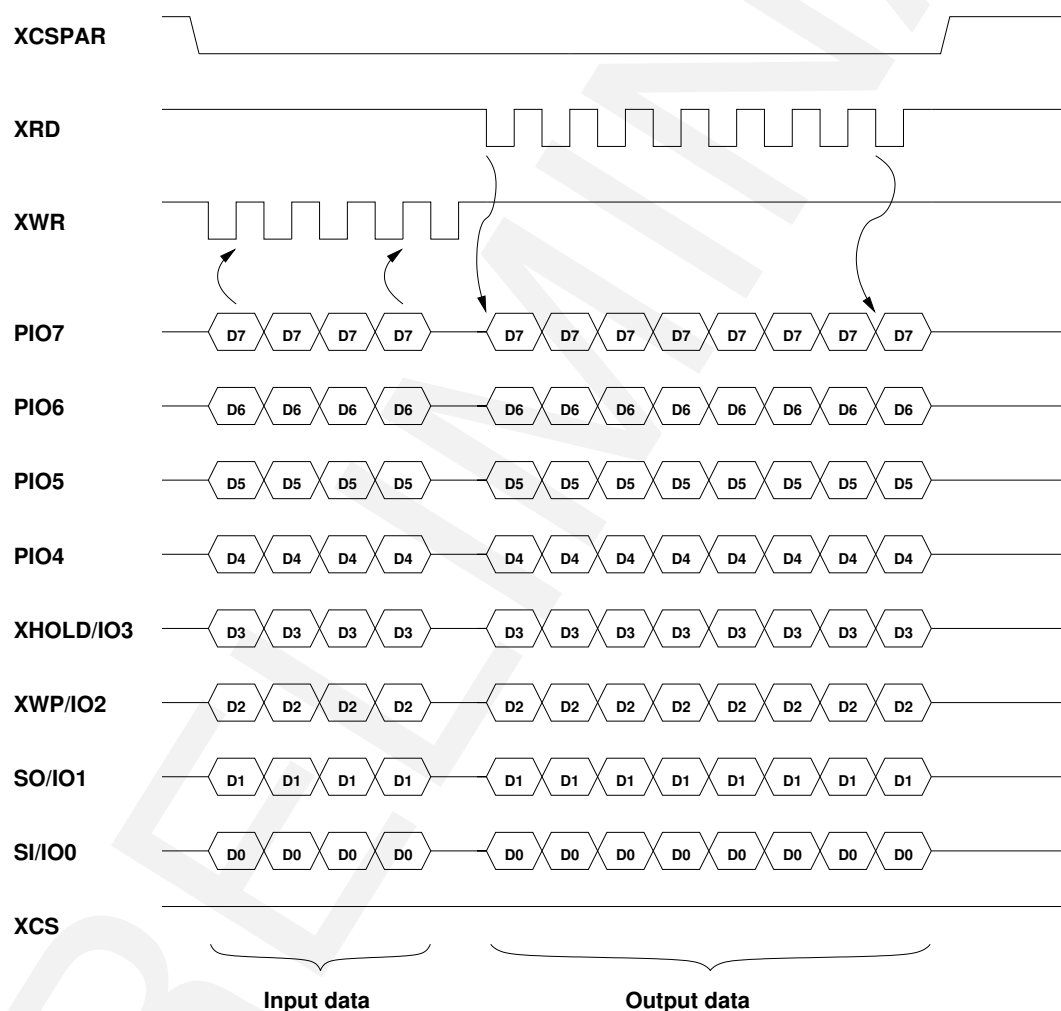 XCSPAR
XRD
XWR
PIO7 D7 D7 D7 D7 D7 D7 D7 D7 D7 D7 D7 D7
PIO6 D6 D6 D6 D6 D6 D6 D6 D6 D6 D6 D6 D6
PIO5 D5 D5 D5 D5 D5 D5 D5 D5 D5 D5 D5 D5
PIO4 D4 D4 D4 D4 D4 D4 D4 D4 D4 D4 D4 D4
XHOLD/IO3 D3 D3 D3 D3 D3 D3 D3 D3 D3 D3 D3 D3
XWP/IO2 D2 D2 D2 D2 D2 D2 D2 D2 D2 D2 D2 D2
SO/IO1 D1 D1 D1 D1 D1 D1 D1 D1 D1 D1 D1 D1
SI/IO0 D0 D0 D0 D0 D0 D0 D0 D0 D0 D0 D0 D0
XCS
Input data Output data